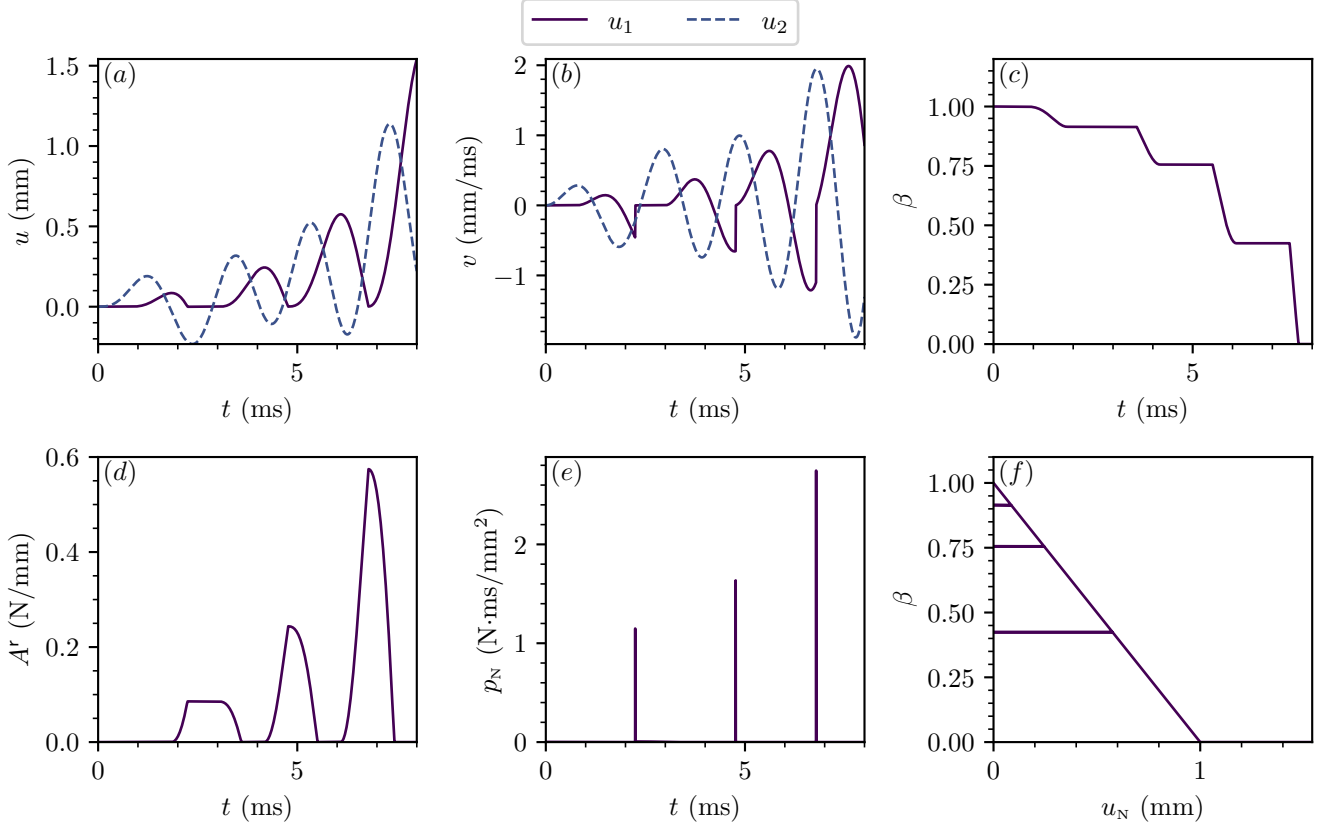 u₁ u₂
(a)
u (mm)
1.5
1.0
0.5
0.0
0 5
t (ms)
(b)
v (mm/ms)
2
1
0
−1
0 5
t (ms)
(c)
β
1.00
0.75
0.50
0.25
0.00
0 5
t (ms)
(d)
Aʳ (N/mm)
0.6
0.4
0.2
0.0
0 5
t (ms)
(e)
p_N (N·ms/mm²)
2
1
0
0 5
t (ms)
(f)
β
1.00
0.75
0.50
0.25
0.00
0 1
u_N (mm)